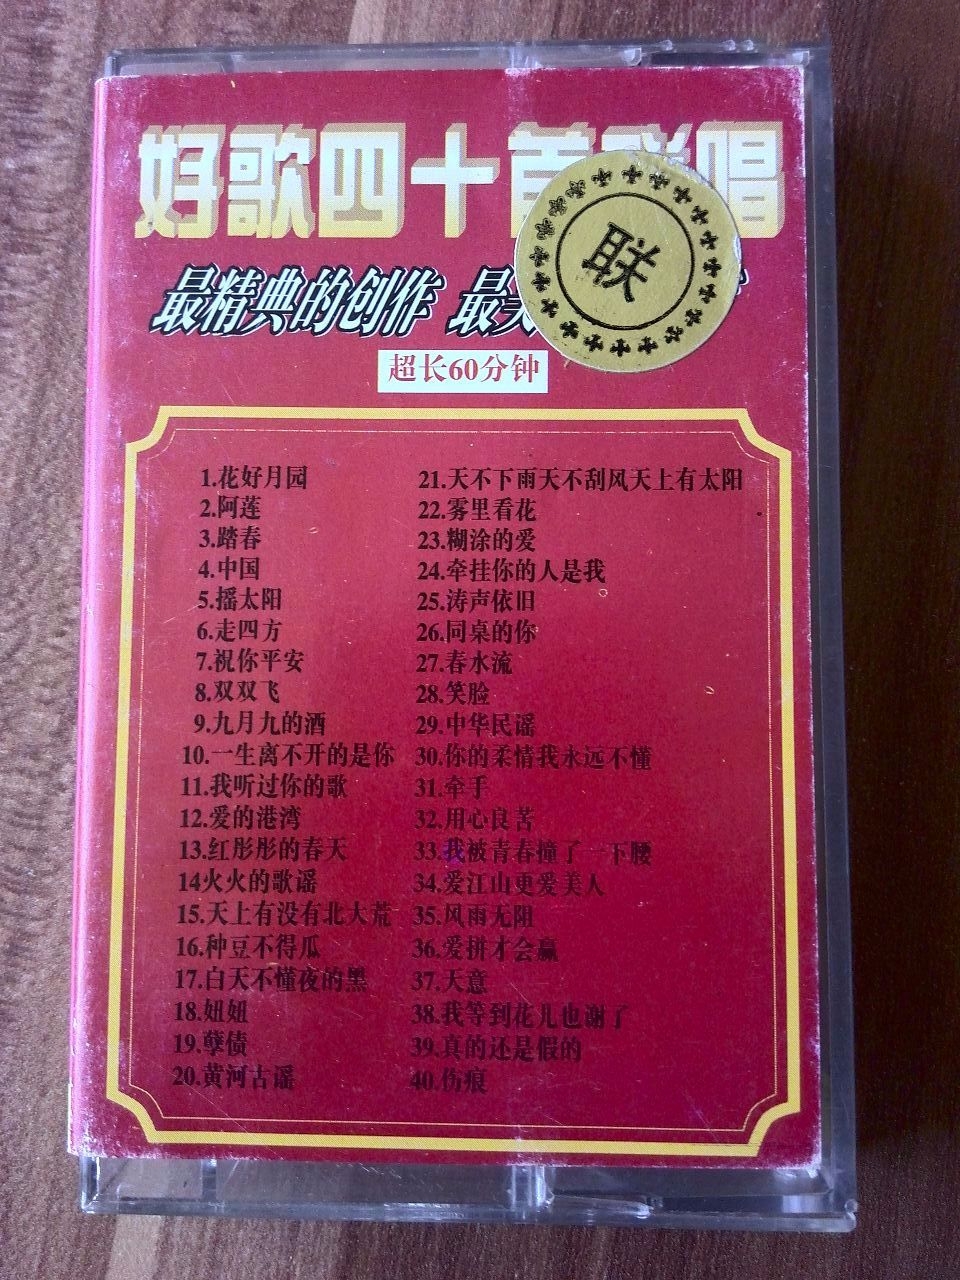 好歌四十首联唱
最精典的创作 最美
联
超长60分钟
1.花好月园
2.阿莲
3.踏春
4.中国
5.摇太阳
6.走四方
7.祝你平安
8.双双飞
9.九月九的酒
10.一生离不开的是你
11.我听过你的歌
12.爱的港湾
13.红彤彤的春天
14火火的歌谣
15.天上有没有北大荒
16.种豆不得瓜
17.白天不懂夜的黑
18.妞妞
19.孽债
20.黄河古谣
21.天不下雨天不刮风天上有太阳
22.雾里看花
23.糊涂的爱
24.牵挂你的人是我
25.涛声依旧
26.同桌的你
27.春水流
28.笑脸
29.中华民谣
30.你的柔情我永远不懂
31.牵手
32.用心良苦
33.我被青春撞了一下腰
34.爱江山更爱美人
35.风雨无阻
36.爱拼才会赢
37.天意
38.我等到花儿也谢了
39.真的还是假的
40.伤痕